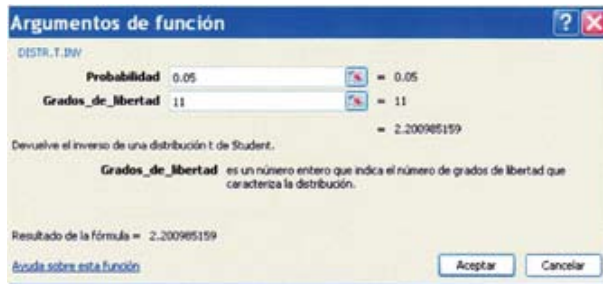 Argumentos de función
DISTR.T.INV
Probabilidad 0.05 = 0.05
Grados_de_libertad 11 = 11
= 2.200985159
Devuelve el inverso de una distribución t de Student.
Grados_de_libertad es un número entero que indica el número de grados de libertad que
caracteriza la distribución.
Resultado de la fórmula = 2.200985159
Ayuda sobre esta función Aceptar Cancelar